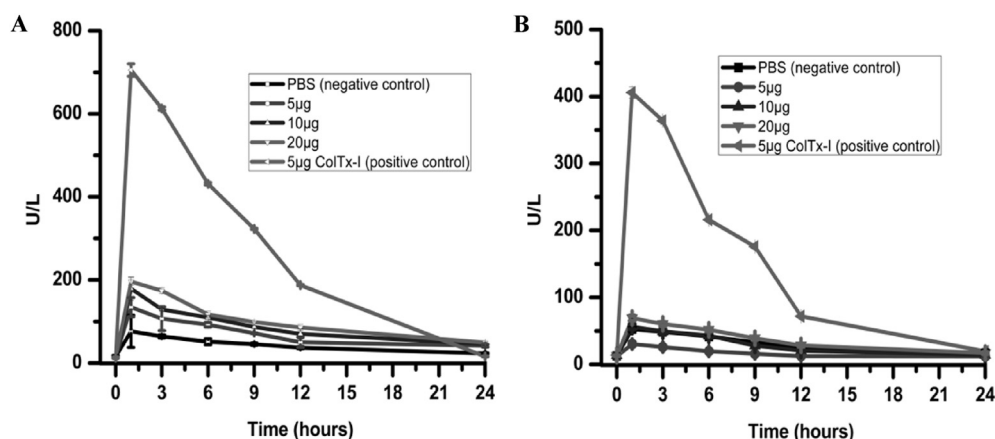 A
800
600
400
200
0
U/L
PBS (negative control)
5µg
10µg
20µg
5µg ColTx-I (positive control)
0 3 6 9 12 15 18 21 24
Time (hours)
B
500
400
300
200
100
50
0
U/L
PBS (negative control)
5µg
10µg
20µg
5µg ColTx-I (positive control)
0 3 6 9 12 15 18 21 24
Time (hours)